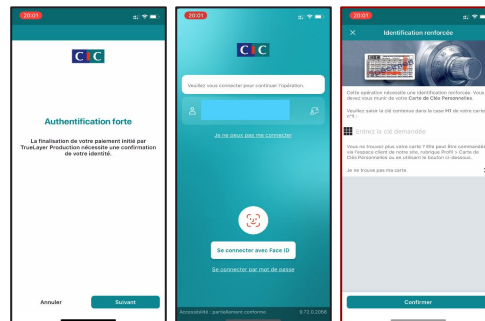 20:01
CIC
Authentification forte
La finalisation de votre paiement initié par
TrueLayer Production nécessite une confirmation
de votre identité.
Annuler
Suivant
20:01
CIC
Veuillez vous connecter pour continuer l'opération.
Je ne peux pas me connecter
Se connecter avec Face ID
Se connecter par mot de passe
Accessibilité : partiellement conforme
9.72.0.2056
20:01
Identification renforcée
Cette opération nécessite une identification renforcée. Vous
devez vous munir de votre Carte de Clés Personnelles.
Veuillez saisir la clé contenue dans la case H1 de votre carte
n°1 :
Entrez la clé demandée
Vous ne trouvez plus votre carte ? Elle peut être commandée
via l'espace client de notre site, rubrique Profil > Carte de
Clés Personnelles ou en utilisant le bouton ci-dessous.
Je ne trouve pas ma carte
Confirmer